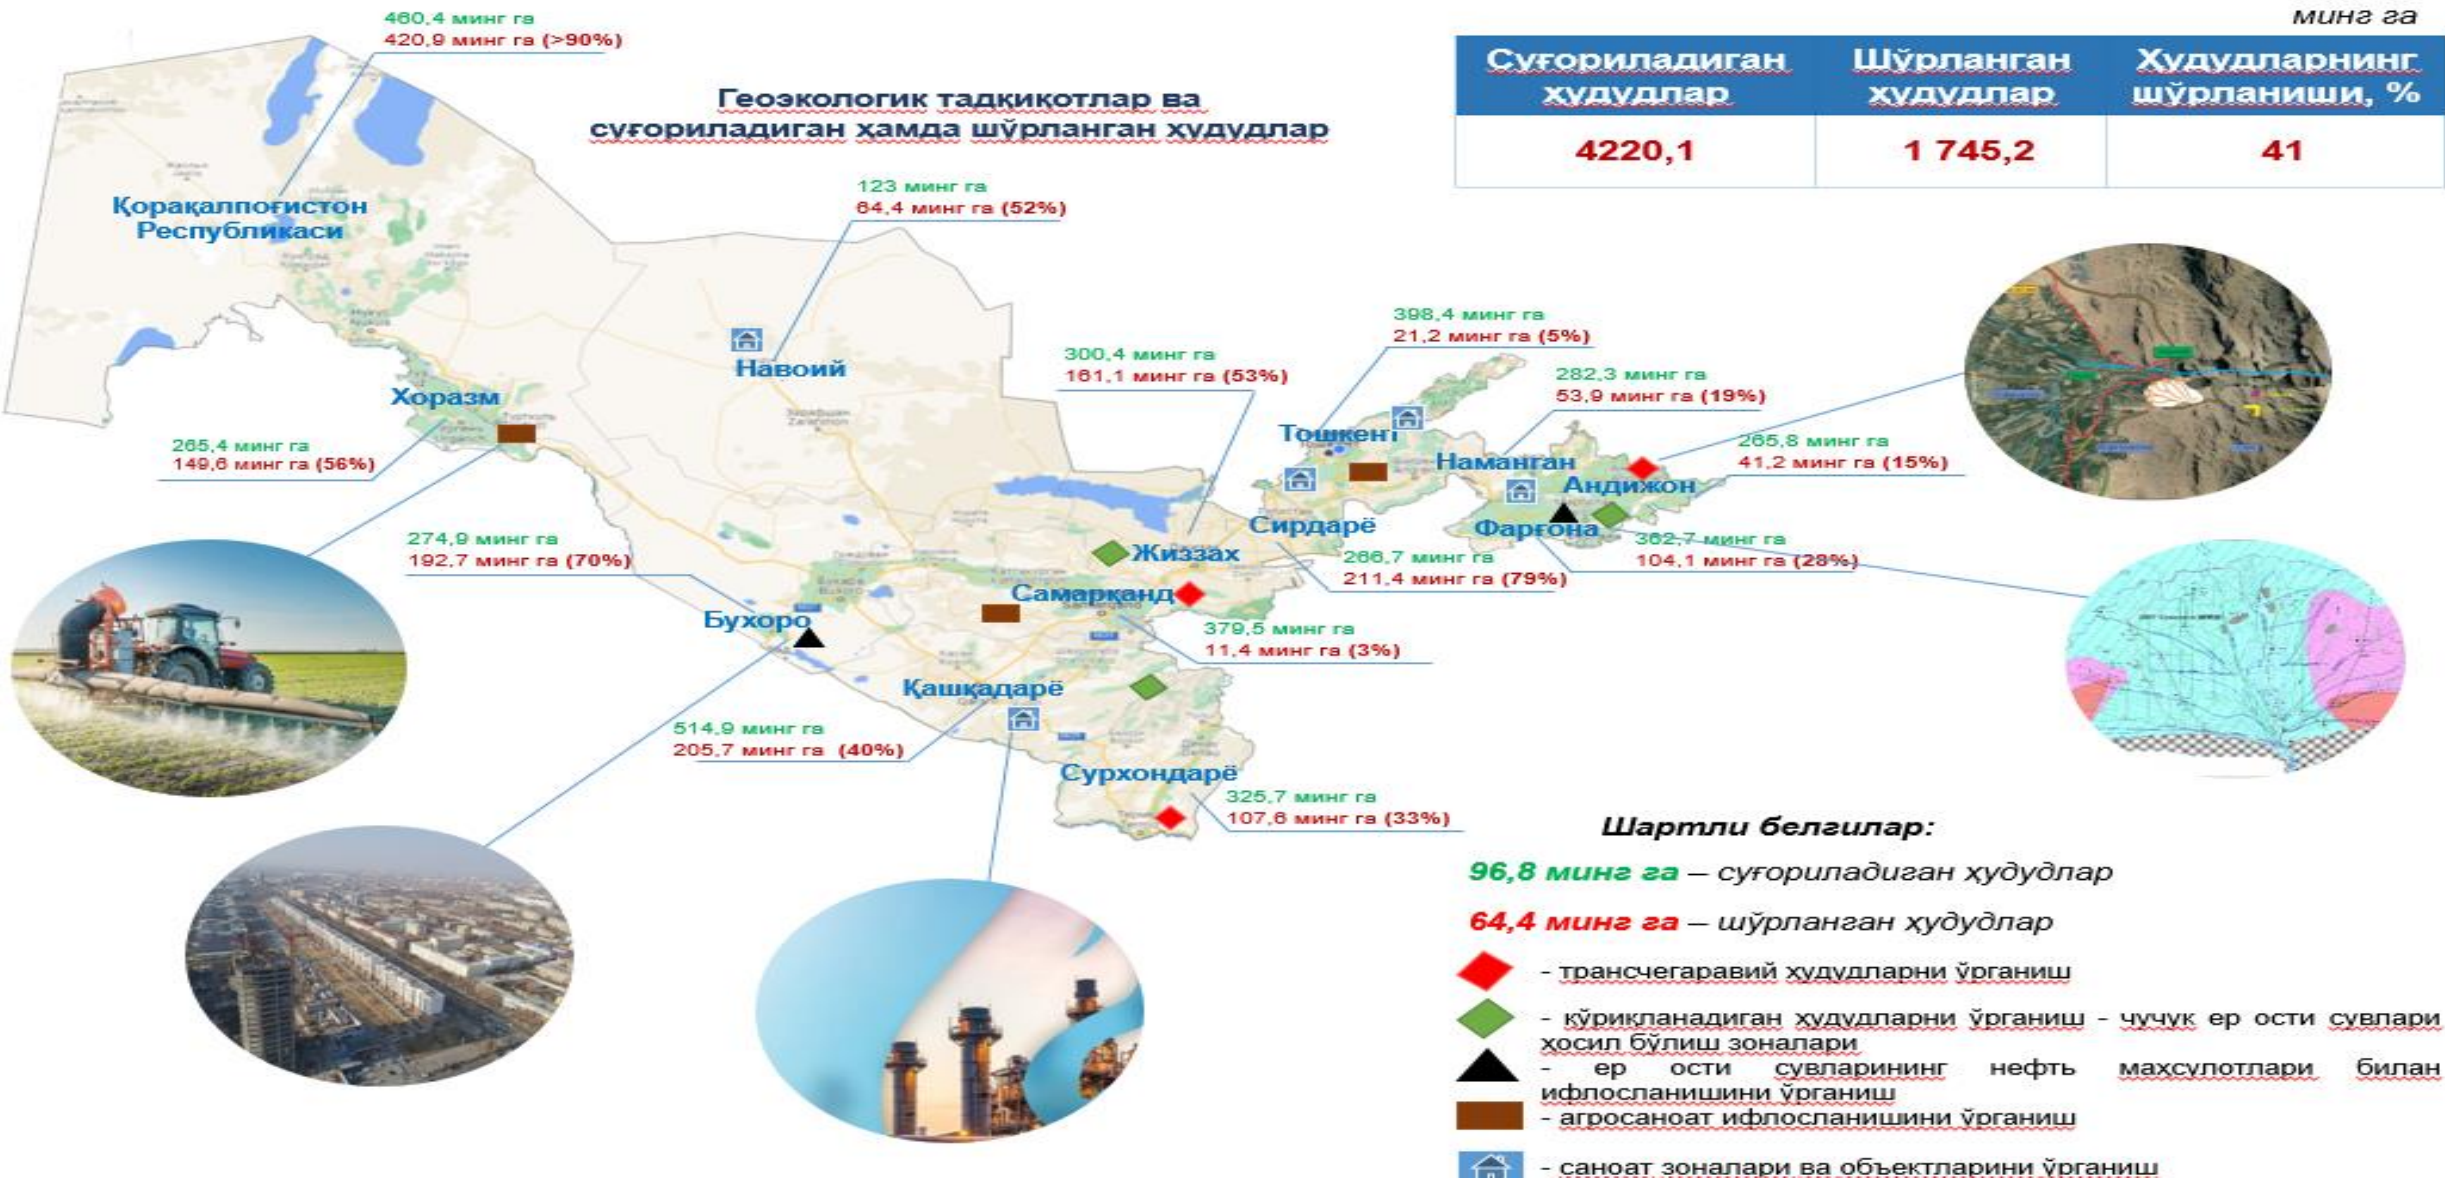 минг га
Суғориладиган ҳудудлар
Шўрланган ҳудудлар
Ҳудудларнинг шўрланиши, %
4220,1
1 745,2
41
Геоэкологик тадқиқотлар ва
суғориладиган ҳамда шўрланган ҳудудлар
460,4 минг га
420,9 минг га (>90%)
Қорақалпоғистон
Республикаси
123 минг га
64,4 минг га (52%)
Навоий
Хоразм
265,4 минг га
149,6 минг га (56%)
300,4 минг га
161,1 минг га (53%)
398,4 минг га
21,2 минг га (5%)
282,3 минг га
53,9 минг га (19%)
Тошкент
Наманган
265,8 минг га
41,2 минг га (15%)
Андижон
Сирдарё
Фарғона
362,7 минг га
104,1 минг га (28%)
266,7 минг га
211,4 минг га (79%)
274,9 минг га
192,7 минг га (70%)
Жиззах
Самарқанд
Бухоро
379,5 минг га
11,4 минг га (3%)
Қашқадарё
514,9 минг га
205,7 минг га (40%)
Сурхондарё
325,7 минг га
107,6 минг га (33%)
Шартли белгилар:
96,8 минг га – суғориладиган ҳудудлар
64,4 минг га – шўрланган ҳудудлар
- трансчегаравий ҳудудларни ўрганиш
- қўриқланадиган ҳудудларни ўрганиш - чучук ер ости сувлари
ҳосил бўлиш зоналари
- ер ости сувларининг нефть маҳсулотлари билан
ифлосланишини ўрганиш
- агросаноат ифлосланишини ўрганиш
- саноат зоналари ва объектларини ўрганиш